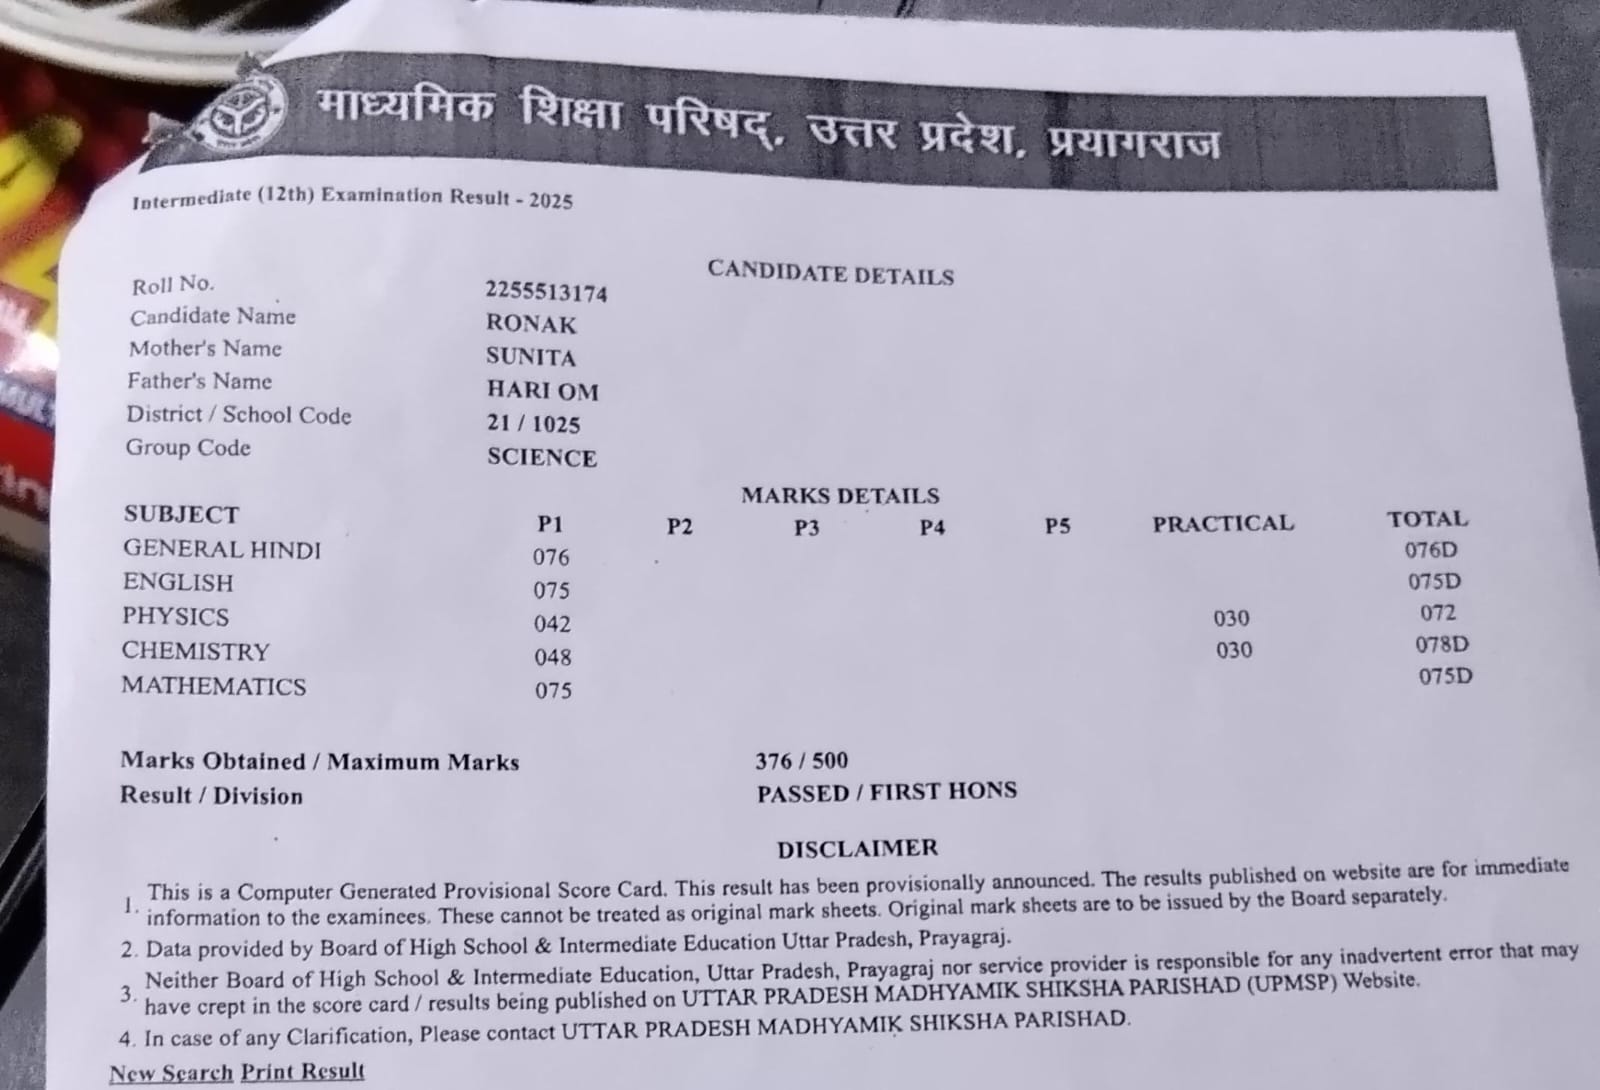 माध्यमिक शिक्षा परिषद्, उत्तर प्रदेश, प्रयागराज
Intermediate (12th) Examination Result - 2025
CANDIDATE DETAILS
Roll No. 2255513174
Candidate Name RONAK
Mother's Name SUNITA
Father's Name HARI OM
District / School Code 21 / 1025
Group Code SCIENCE
MARKS DETAILS
SUBJECT P1 P2 P3 P4 P5 PRACTICAL TOTAL
GENERAL HINDI 076 076D
ENGLISH 075 075D
PHYSICS 042 030 072
CHEMISTRY 048 030 078D
MATHEMATICS 075 075D
Marks Obtained / Maximum Marks 376 / 500
Result / Division PASSED / FIRST HONS
DISCLAIMER
1. This is a Computer Generated Provisional Score Card. This result has been provisionally announced. The results published on website are for immediate
information to the examinees. These cannot be treated as original mark sheets. Original mark sheets are to be issued by the Board separately.
2. Data provided by Board of High School & Intermediate Education Uttar Pradesh, Prayagraj.
3. Neither Board of High School & Intermediate Education, Uttar Pradesh, Prayagraj nor service provider is responsible for any inadvertent error that may
have crept in the score card / results being published on UTTAR PRADESH MADHYAMIK SHIKSHA PARISHAD (UPMSP) Website.
4. In case of any Clarification, Please contact UTTAR PRADESH MADHYAMIK SHIKSHA PARISHAD.
New Search Print Result